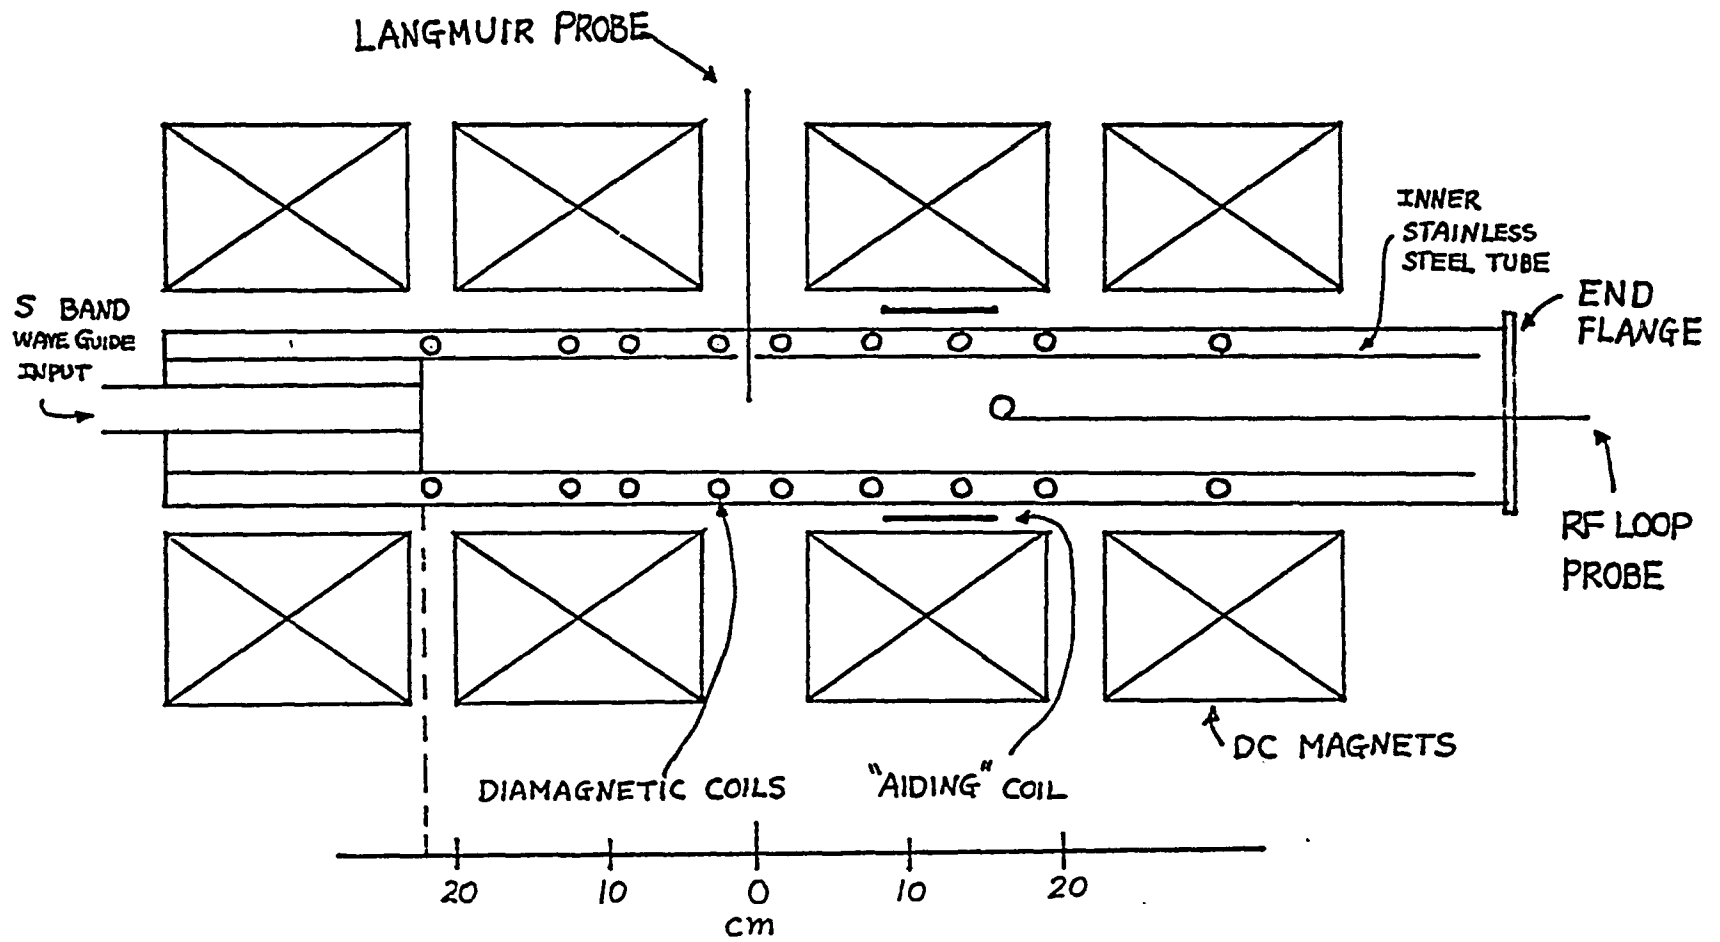 LANGMUIR PROBE
INNER
STAINLESS
STEEL TUBE
S BAND
WAVE GUIDE
INPUT
END
FLANGE
RF LOOP
PROBE
DC MAGNETS
DIAMAGNETIC COILS
"AIDING" COIL
20 10 0 10 20
cm